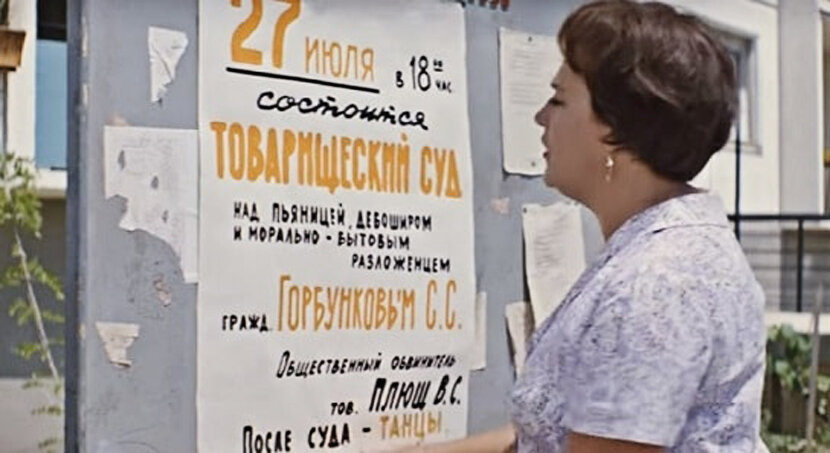 27 ИЮЛЯ В 18⁰⁰ ЧАС.
состоится
ТОВАРИЩЕСКИЙ СУД
НАД ПЬЯНИЦЕЙ, ДЕБОШИРОМ
И МОРАЛЬНО-БЫТОВЫМ
РАЗЛОЖЕНЦЕМ
ГРАЖД. ГОРБУНКОВЫМ С.С.
ОБЩЕСТВЕННЫЙ ОБВИНИТЕЛЬ
ТОВ. ПЛЮЩ В.С.
ПОСЛЕ СУДА - ТАНЦЫ.